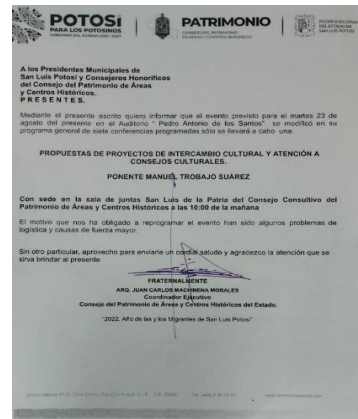 POTOSÍ
PARA LOS POTOSINOS
GOBIERNO DEL ESTADO 2021-2027
PATRIMONIO
A los Presidentes Municipales de
San Luis Potosí y Consejeros Honoríficos
del Consejo del Patrimonio de Áreas
y Centros Históricos.
P R E S E N T E S.
Mediante el presente escrito quiero informar que el evento previsto para el martes 23 de
agosto del presente en el Auditorio " Pedro Antonio de los Santos" se modificó en su
programa general de siete conferencias programadas sólo se llevará a cabo una:
PROPUESTAS DE PROYECTOS DE INTERCAMBIO CULTURAL Y ATENCIÓN A
CONSEJOS CULTURALES.
PONENTE MANUEL TROBAJO SUÁREZ
Con sede en la sala de juntas San Luis de la Patria del Consejo Consultivo del
Patrimonio de Áreas y Centros Históricos a las 10:00 de la mañana
El motivo que nos ha obligado a reprogramar el evento han sido algunos problemas de
logística y causas de fuerza mayor.
Sin otro particular, aprovecho para enviarle un cordial saludo y agradezco la atención que se
sirva brindar al presente
FRATERNALMENTE
ARQ. JUAN CARLOS MACHINENA MORALES
Coordinador Ejecutivo
Consejo del Patrimonio de Áreas y Centros Históricos del Estado.
"2022, Año de las y los Migrantes de San Luis Potosí"